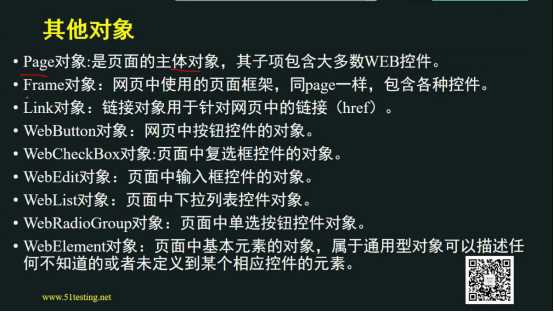 其他对象
• Page对象:是页面的主体对象，其子项包含大多数WEB控件。
• Frame对象：网页中使用的页面框架，同page一样，包含各种控件。
• Link对象：链接对象用于针对网页中的链接（href）。
• WebButton对象：网页中按钮控件的对象。
• WebCheckBox对象:页面中复选框控件的对象。
• WebEdit对象：页面中输入框控件的对象。
• WebList对象：页面中下拉列表控件对象。
• WebRadioGroup对象：页面中单选按钮控件对象。
• WebElement对象：页面中基本元素的对象，属于通用型对象可以描述任
何不知道的或者未定义到某个相应控件的元素。
www.51testing.net